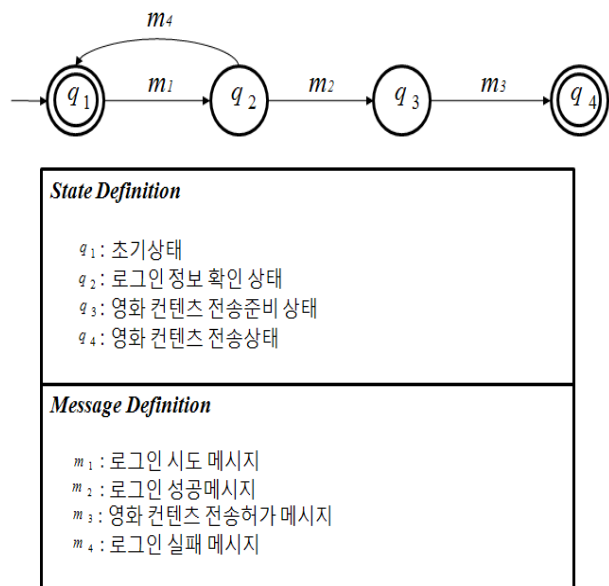 m4
q1 m1 q2 m2 q3 m3 q4
State Definition
q1 : 초기상태
q2 : 로그인 정보 확인 상태
q3 : 영화 컨텐츠 전송준비 상태
q4 : 영화 컨텐츠 전송상태
Message Definition
m1 : 로그인 시도 메시지
m2 : 로그인 성공메시지
m3 : 영화 컨텐츠 전송허가 메시지
m4 : 로그인 실패 메시지